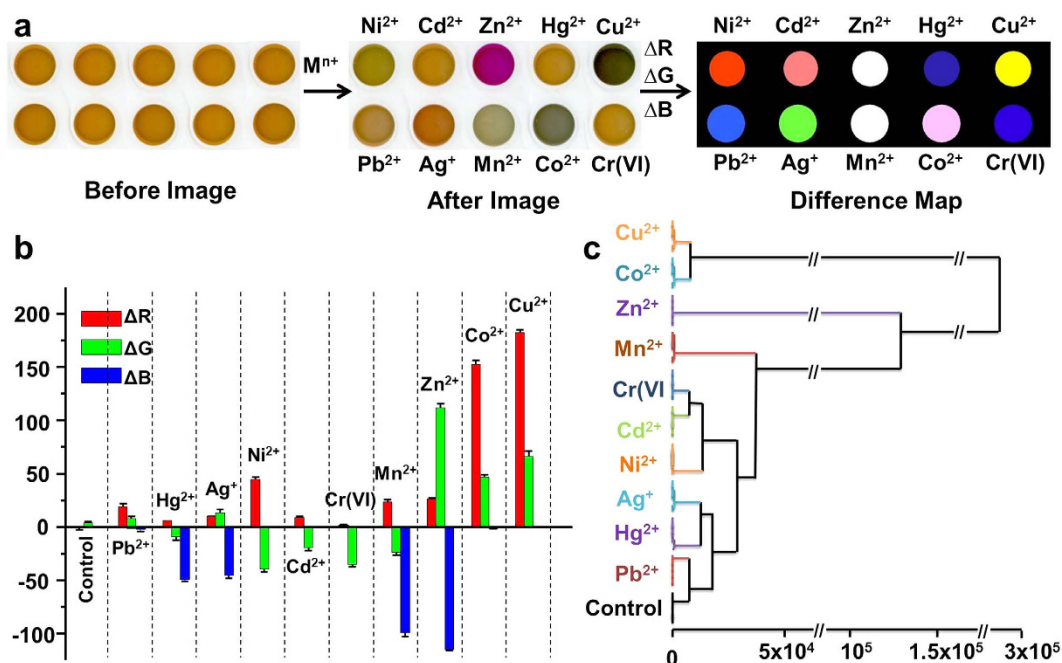 a
Ni²⁺ Cd²⁺ Zn²⁺ Hg²⁺ Cu²⁺
Mⁿ⁺
ΔR
ΔG
ΔB
Pb²⁺ Ag⁺ Mn²⁺ Co²⁺ Cr(VI)
Ni²⁺ Cd²⁺ Zn²⁺ Hg²⁺ Cu²⁺
Pb²⁺ Ag⁺ Mn²⁺ Co²⁺ Cr(VI)
Before Image
After Image
Difference Map
b
200
150
100
50
0
-50
-100
ΔR
ΔG
ΔB
Control
Pb²⁺
Hg²⁺
Ag⁺
Ni²⁺
Cd²⁺
Cr(VI)
Mn²⁺
Zn²⁺
Co²⁺
Cu²⁺
c
Cu²⁺
Co²⁺
Zn²⁺
Mn²⁺
Cr(VI
Cd²⁺
Ni²⁺
Ag⁺
Hg²⁺
Pb²⁺
Control
0 5x10⁴ 10⁵ 1.5x10⁵ 3x10⁵